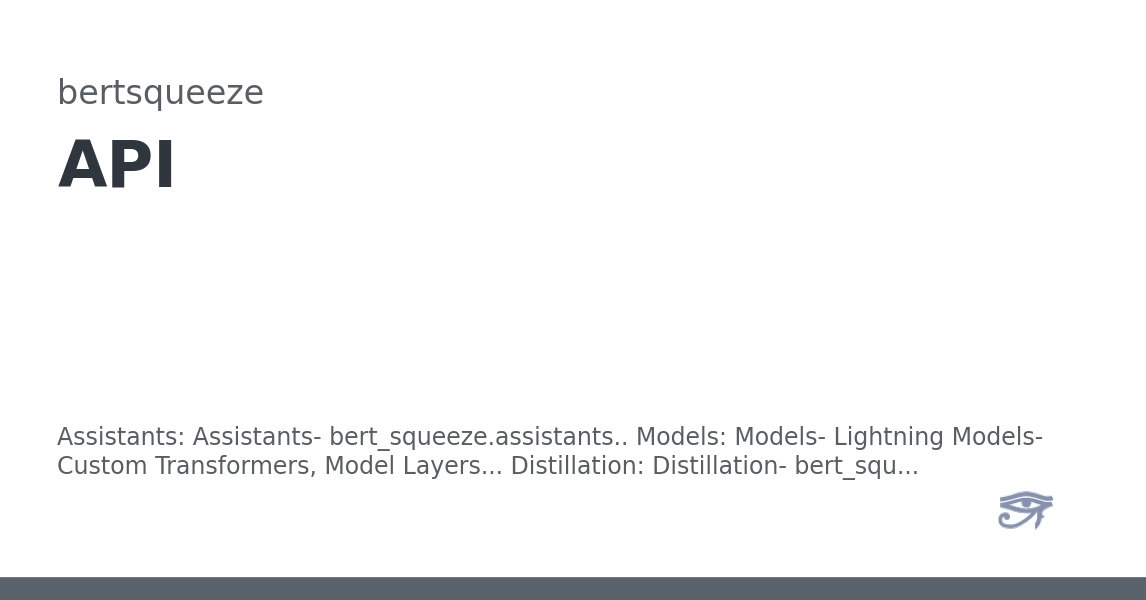 bertsqueeze
API
Assistants: Assistants- bert_squeeze.assistants.. Models: Models- Lightning Models-
Custom Transformers, Model Layers... Distillation: Distillation- bert_squ...